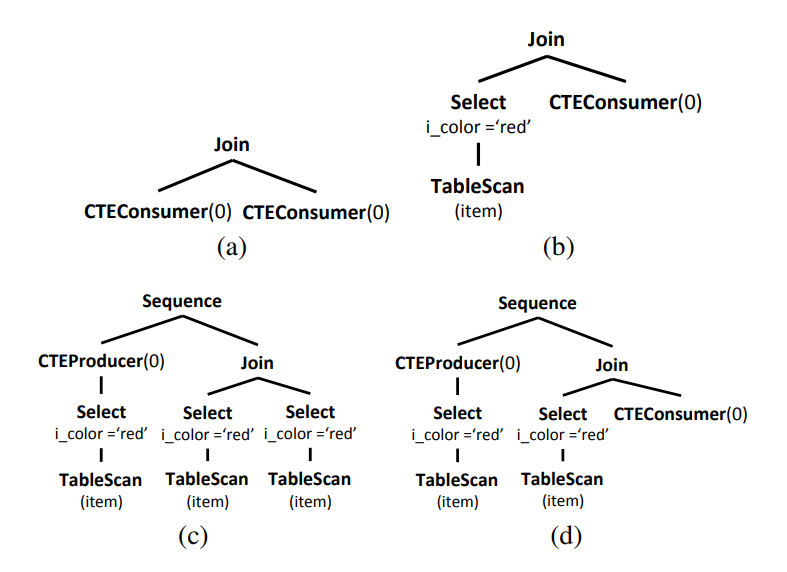 Join
CTEConsumer(0) CTEConsumer(0)
(a)
Join
Select CTEConsumer(0)
i_color =‘red’
TableScan
(item)
(b)
Sequence
CTEProducer(0) Join
Select Select Select
i_color =‘red’ i_color =‘red’ i_color =‘red’
TableScan TableScan TableScan
(item) (item) (item)
(c)
Sequence
CTEProducer(0) Join
Select Select CTEConsumer(0)
i_color =‘red’ i_color =‘red’
TableScan TableScan
(item) (item)
(d)